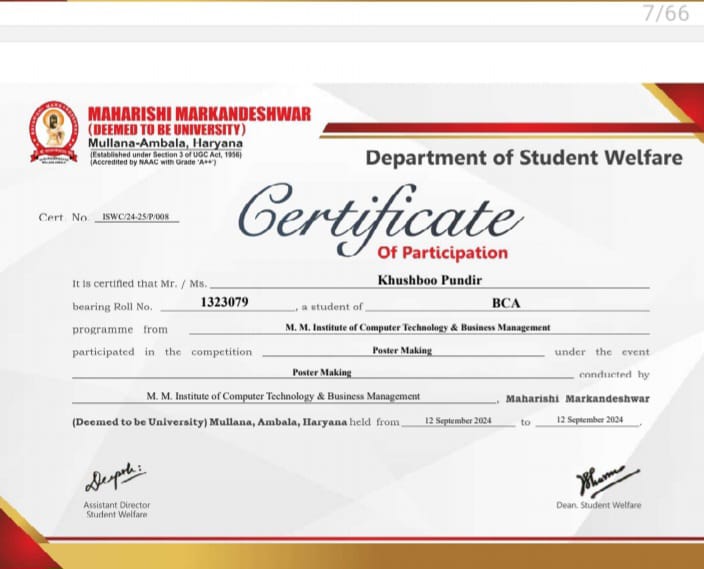 7/66
MAHARISHI MARKANDESHWAR
(DEEMED TO BE UNIVERSITY)
Mullana-Ambala, Haryana
(Established under Section 3 of UGC Act, 1956)
(Accredited by NAAC with Grade 'A++')
Department of Student Welfare
Cert. No. ISWC/24-25/P/008
Certificate
Of Participation
It is certified that Mr. / Ms. Khushboo Pundir
bearing Roll No. 1323079, a student of BCA
programme from M. M. Institute of Computer Technology & Business Management
participated in the competition Poster Making under the event
Poster Making conducted by
M. M. Institute of Computer Technology & Business Management, Maharishi Markandeshwar
(Deemed to be University) Mullana, Ambala, Haryana held from 12 September 2024 to 12 September 2024.
Assistant Director
Student Welfare
Dean. Student Welfare